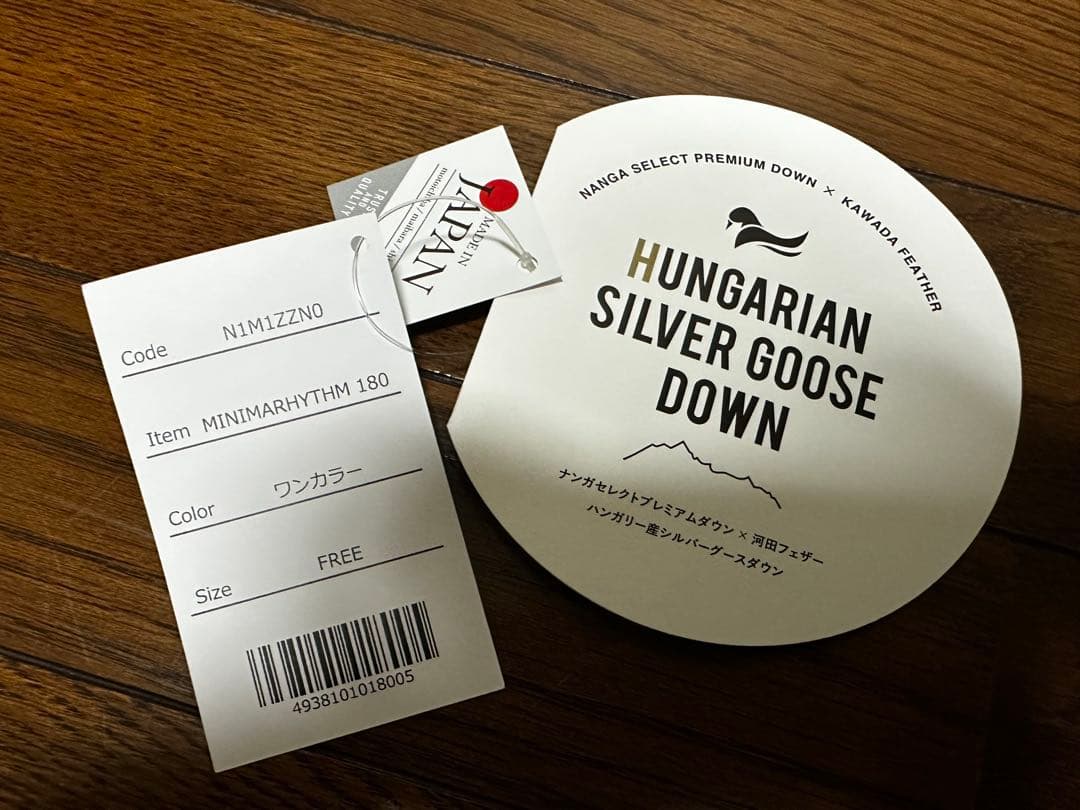 Code N1M1ZZN0
Item MINIMARHYTHM 180
Color ワンカラー
Size FREE
4938101018005
AND
QUALITY
MADE IN
JAPAN
NANGA SELECT PREMIUM DOWN × KAWADA FEATHER
HUNGARIAN
SILVER GOOSE
DOWN
ナンガセレクトプレミアムダウン × 河田フェザー
ハンガリー産シルバーグースダウン